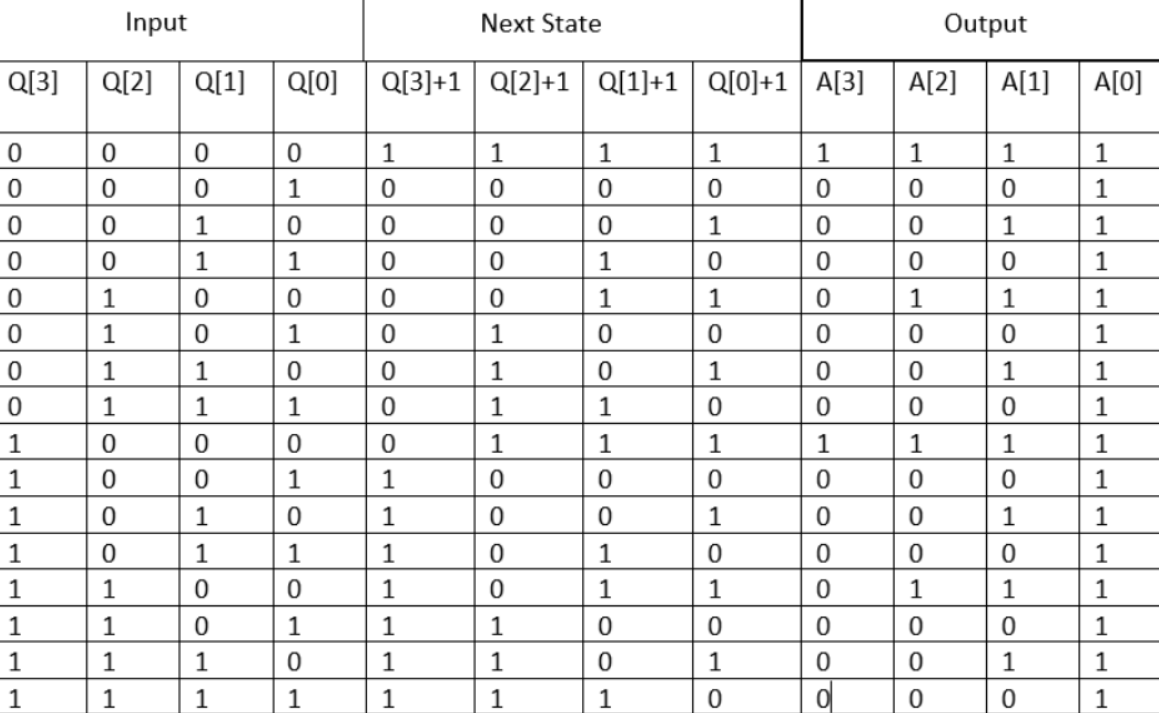 Input Next State Output
Q[3] Q[2] Q[1] Q[0] Q[3]+1 Q[2]+1 Q[1]+1 Q[0]+1 A[3] A[2] A[1] A[0]
0 0 0 0 1 1 1 1 1 1 1 1
0 0 0 1 0 0 0 0 0 0 0 1
0 0 1 0 0 0 0 1 0 0 1 1
0 0 1 1 0 0 1 0 0 0 0 1
0 1 0 0 0 0 1 1 0 1 1 1
0 1 0 1 0 1 0 0 0 0 0 1
0 1 1 0 0 1 0 1 0 0 1 1
0 1 1 1 0 1 1 0 0 0 0 1
1 0 0 0 0 1 1 1 1 1 1 1
1 0 0 1 1 0 0 0 0 0 0 1
1 0 1 0 1 0 0 1 0 0 1 1
1 0 1 1 1 0 1 0 0 0 0 1
1 1 0 0 1 0 1 1 0 1 1 1
1 1 0 1 1 1 0 0 0 0 0 1
1 1 1 0 1 1 0 1 0 0 1 1
1 1 1 1 1 1 1 0 0 0 0 1